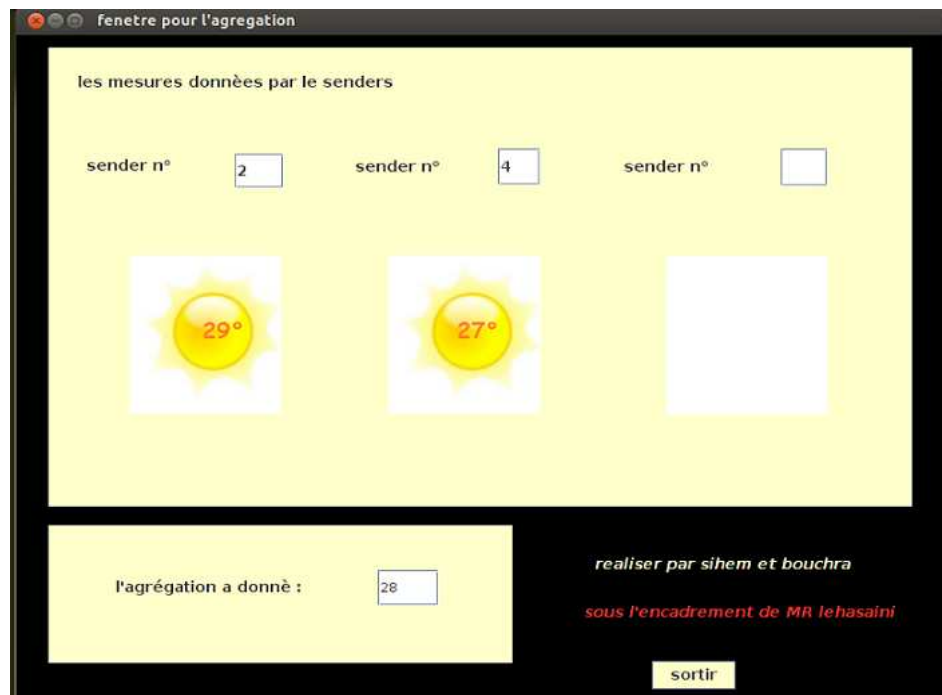 fenetre pour l'agregation
les mesures donnèes par le senders
sender n° 2 sender n° 4 sender n°
29° 27°
l'agrégation a donnè : 28
realiser par sihem et bouchra
sous l'encadrement de MR lehasaini
sortir